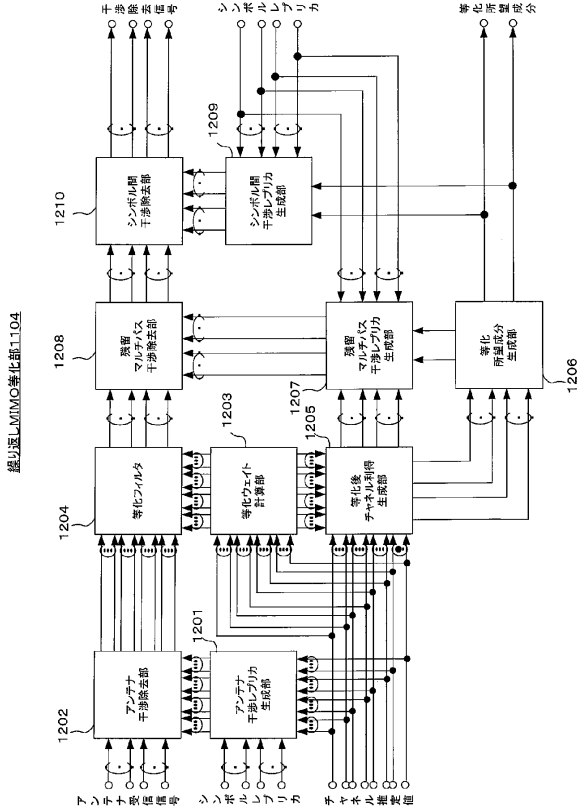 繰り返しMIMO等化部1104
アンテナ受信信号
1202
アンテナ
干渉除去部
1204
等化フィルタ
1208
残留
マルチパス
干渉除去部
1210
シンボル間
干渉除去部
干渉除去信号
シンボルレプリカ
1201
アンテナ
干渉レプリカ
生成部
1203
等化ウェイト
計算部
1209
シンボル間
干渉レプリカ
生成部
シンボルレプリカ
チャネル推定値
1205
等化後
チャネル利得
生成部
1207
残留
マルチパス
干渉レプリカ
生成部
1206
等化
所望成分
生成部
等化所望成分